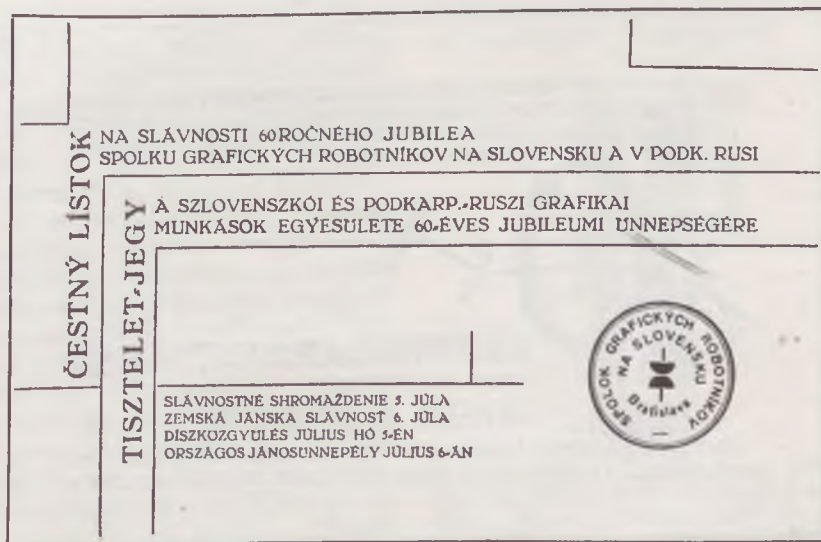 ČESTNÝ LÍSTOK
NA SLÁVNOSTI 60ROČNÉHO JUBILEA
SPOLKU GRAFICKÝCH ROBOTNÍKOV NA SLOVENSKU A V PODK. RUSI
TISZTELET-JEGY
A SZLOVENSZKÓI ÉS PODKARP.-RUSZI GRAFIKAI
MUNKÁSOK EGYESÜLETE 60-ÉVES JUBILEUMI ÜNNEPSÉGÉRE
SLÁVNOSTNÉ SHROMAŽDENIE 5. JÚLA
ZEMSKÁ JÁNSKA SLÁVNOSŤ 6. JÚLA
DÍSZKÖZGYÜLÉS JÚLIUS HÓ 5-ÉN
ORSZÁGOS JÁNOSÜNNEPÉLY JÚLIUS 6-ÁN
SPOLOK GRAFICKÝCH ROBOTNÍKOV
NA SLOVENSKU
Bratislava